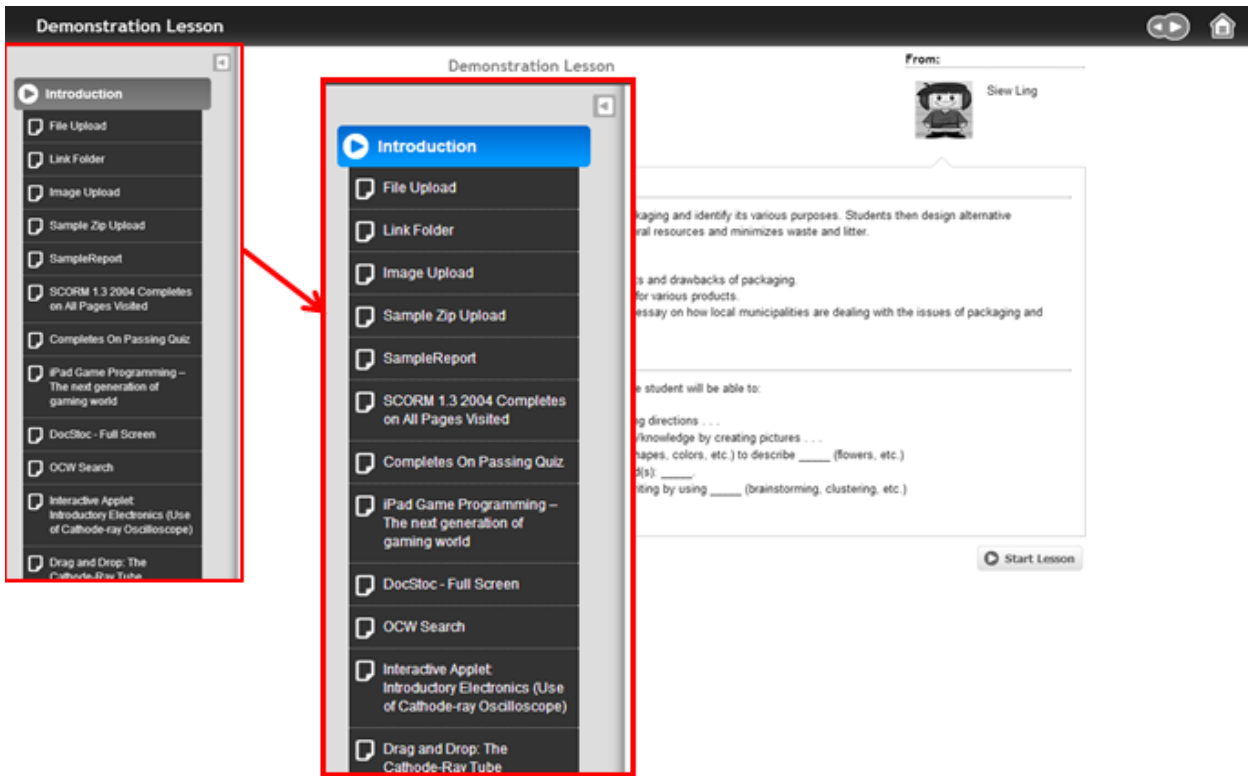 Demonstration Lesson
Introduction
File Upload
Link Folder
Image Upload
Sample Zip Upload
SampleReport
SCORM 1.3 2004 Completes
on All Pages Visited
Completes On Passing Quiz
iPad Game Programming –
The next generation of
gaming world
DocStoc - Full Screen
OCW Search
Interactive Applet:
Introductory Electronics (Use
of Cathode-ray Oscilloscope)
Drag and Drop: The
Cathode-Ray Tube
Demonstration Lesson
Introduction
File Upload
Link Folder
Image Upload
Sample Zip Upload
SampleReport
SCORM 1.3 2004 Completes
on All Pages Visited
Completes On Passing Quiz
iPad Game Programming –
The next generation of
gaming world
DocStoc - Full Screen
OCW Search
Interactive Applet:
Introductory Electronics (Use
of Cathode-ray Oscilloscope)
Drag and Drop: The
Cathode-Ray Tube
From:
Siew Ling
kaging and identify its various purposes. Students then design alternative
ral resources and minimizes waste and litter.
s and drawbacks of packaging.
for various products.
essay on how local municipalities are dealing with the issues of packaging and
e student will be able to:
ng directions . . .
/knowledge by creating pictures . . .
hapes, colors, etc.) to describe _____ (flowers, etc.)
d(s): _____.
riting by using _____ (brainstorming, clustering, etc.)
Start Lesson